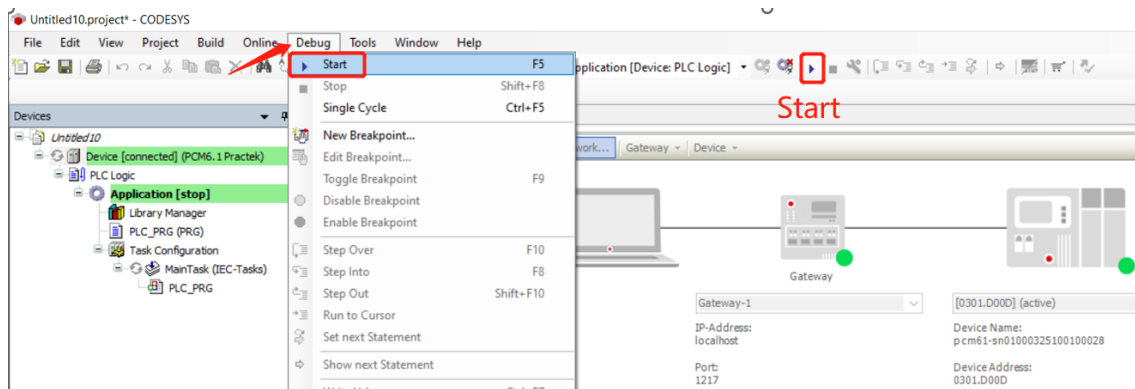 Untitled10.project* - CODESYS
File Edit View Project Build Online Debug Tools Window Help
Start F5
Application [Device: PLC Logic]
Stop Shift+F8
Start
Single Cycle Ctrl+F5
Devices
New Breakpoint...
Gateway Device
Untitled10
Edit Breakpoint...
Device [connected] (PCM6.1 Practek)
PLC Logic
Toggle Breakpoint F9
Application [stop]
Disable Breakpoint
Library Manager
Enable Breakpoint
PLC_PRG (PRG)
Task Configuration
Step Over F10
MainTask (IEC-Tasks)
Step Into F8
Gateway
PLC_PRG
Step Out Shift+F10
Gateway-1
[0301.D00D] (active)
Run to Cursor
IP-Address:
localhost
Device Name:
pcm61-sn01000325100100028
Set next Statement
Show next Statement
Port:
1217
Device Address:
0301.D00D